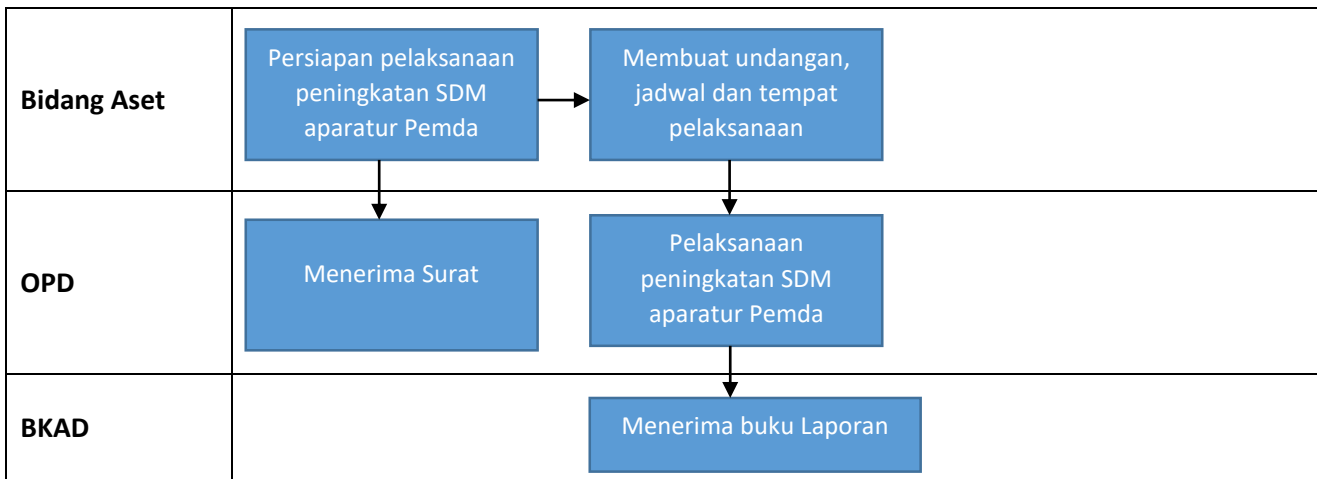 Bidang Aset
Persiapan pelaksanaan
peningkatan SDM
aparatur Pemda
Membuat undangan,
jadwal dan tempat
pelaksanaan
OPD
Menerima Surat
Pelaksanaan
peningkatan SDM
aparatur Pemda
BKAD
Menerima buku Laporan